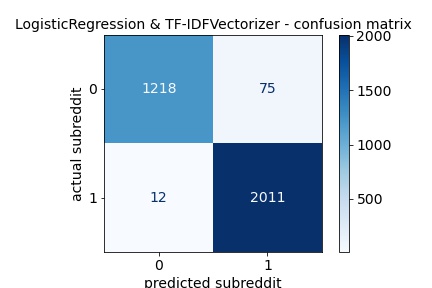 LogisticRegression & TF-IDFVectorizer - confusion matrix
2000
0 1218 75
1500
actual subreddit
1000
1 12 2011
500
0 1
predicted subreddit